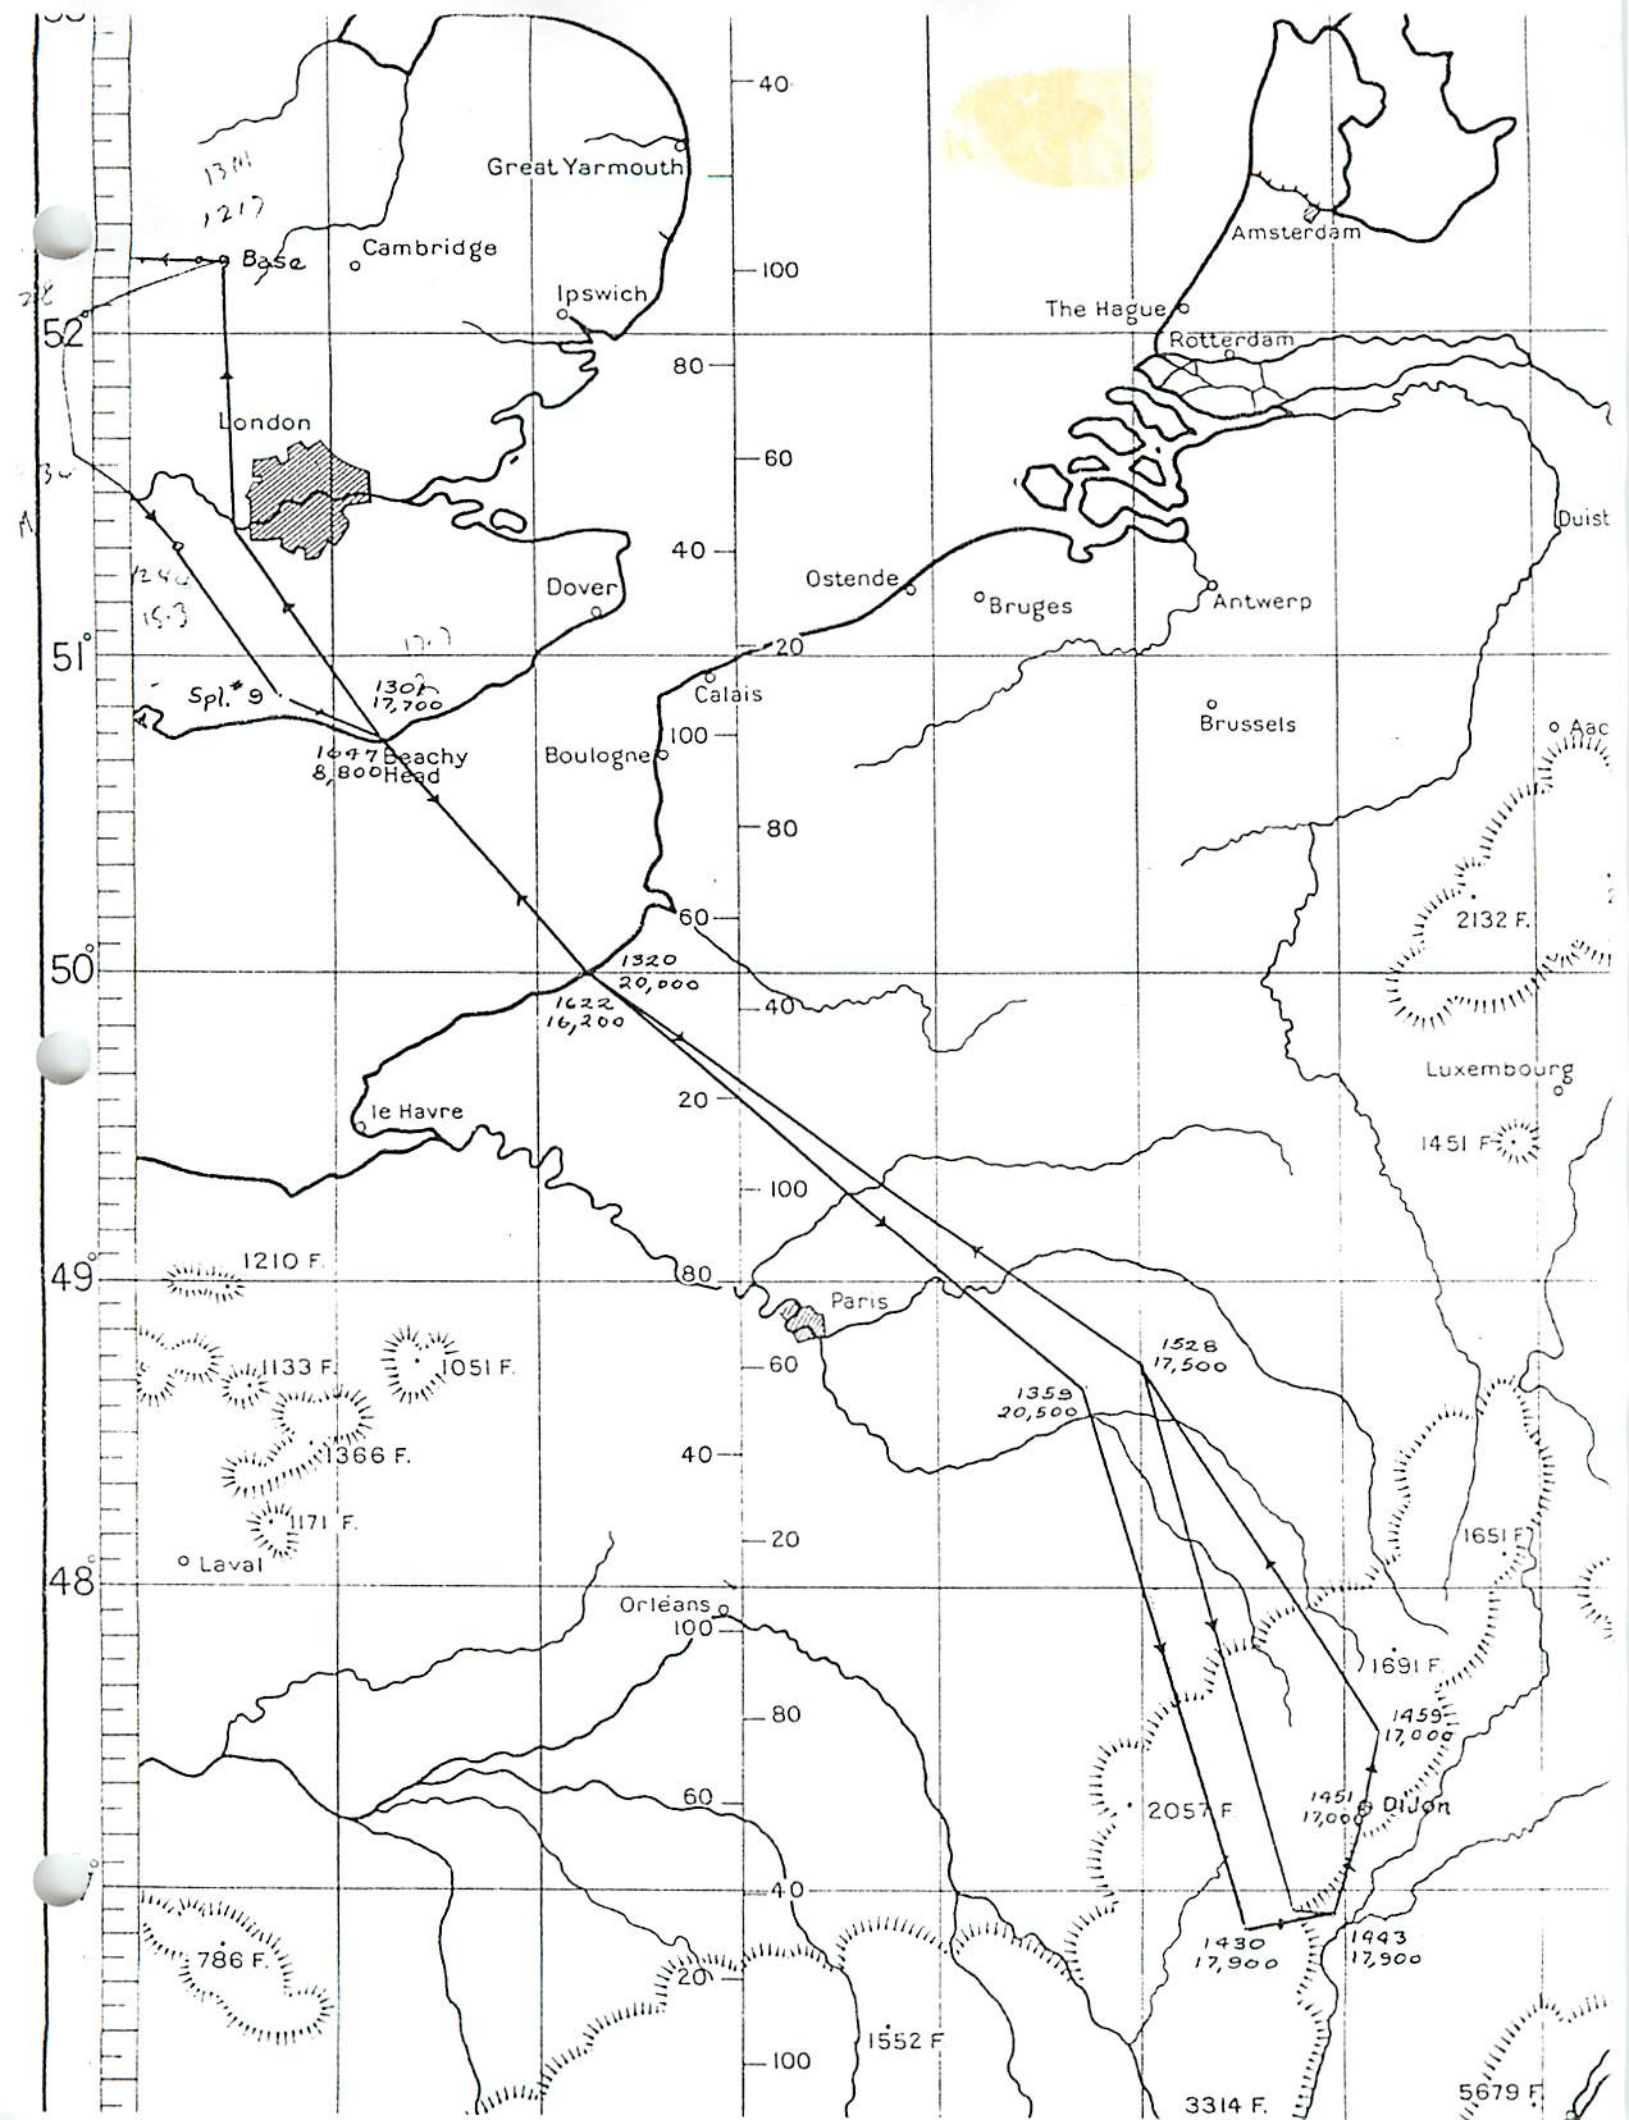 40
Great Yarmouth
1217
Amsterdam
Base
Cambridge
100
Ipswich
The Hague
52°
Rotterdam
80
London
60
Duist
40
Ostende
Dover
Bruges
Antwerp
15.3
17.7
20
51°
Calais
Spl. #9
17,700
Brussels
100
Aac
1647 Beachy
8,800 Head
Boulogne
80
60
2132 F.
50°
1320
20,000
1622
16,200
40
Luxembourg
20
le Havre
1451 F
100
1210 F.
49°
80
Paris
1528
17,500
60
1133 F.
1051 F.
1359
20,500
40
1366 F.
1171 F.
20
1651 F
Laval
48°
Orléans
100
1691 F.
80
1459
17,000
60
2057 F.
1451
17,000
Dijon
40
1430
17,900
1443
17,900
786 F.
20
1552 F
100
3314 F.
5679 F.